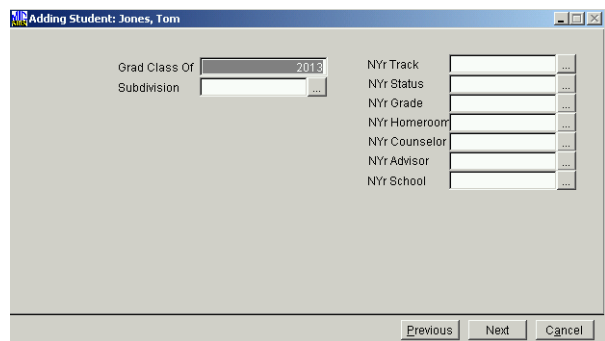 Adding Student: Jones, Tom
Grad Class Of 2013
Subdivision ...
NYr Track ...
NYr Status ...
NYr Grade ...
NYr Homeroom ...
NYr Counselor ...
NYr Advisor ...
NYr School ...
Previous Next Cancel